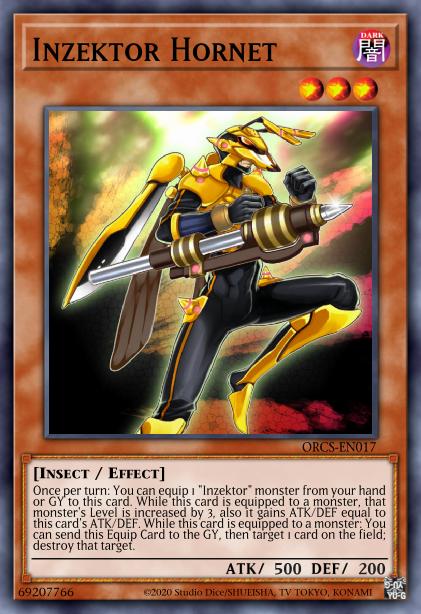 INZEKTOR HORNET
DARK
闇
ORCS-EN017
[INSECT / EFFECT]
Once per turn: You can equip 1 "Inzektor" monster from your hand
or GY to this card. While this card is equipped to a monster, that
monster's Level is increased by 3, also it gains ATK/DEF equal to
this card's ATK/DEF. While this card is equipped to a monster: You
can send this Equip Card to the GY, then target 1 card on the field;
destroy that target.
ATK/ 500 DEF/ 200
69207766
©2020 Studio Dice/SHUEISHA, TV TOKYO, KONAMI